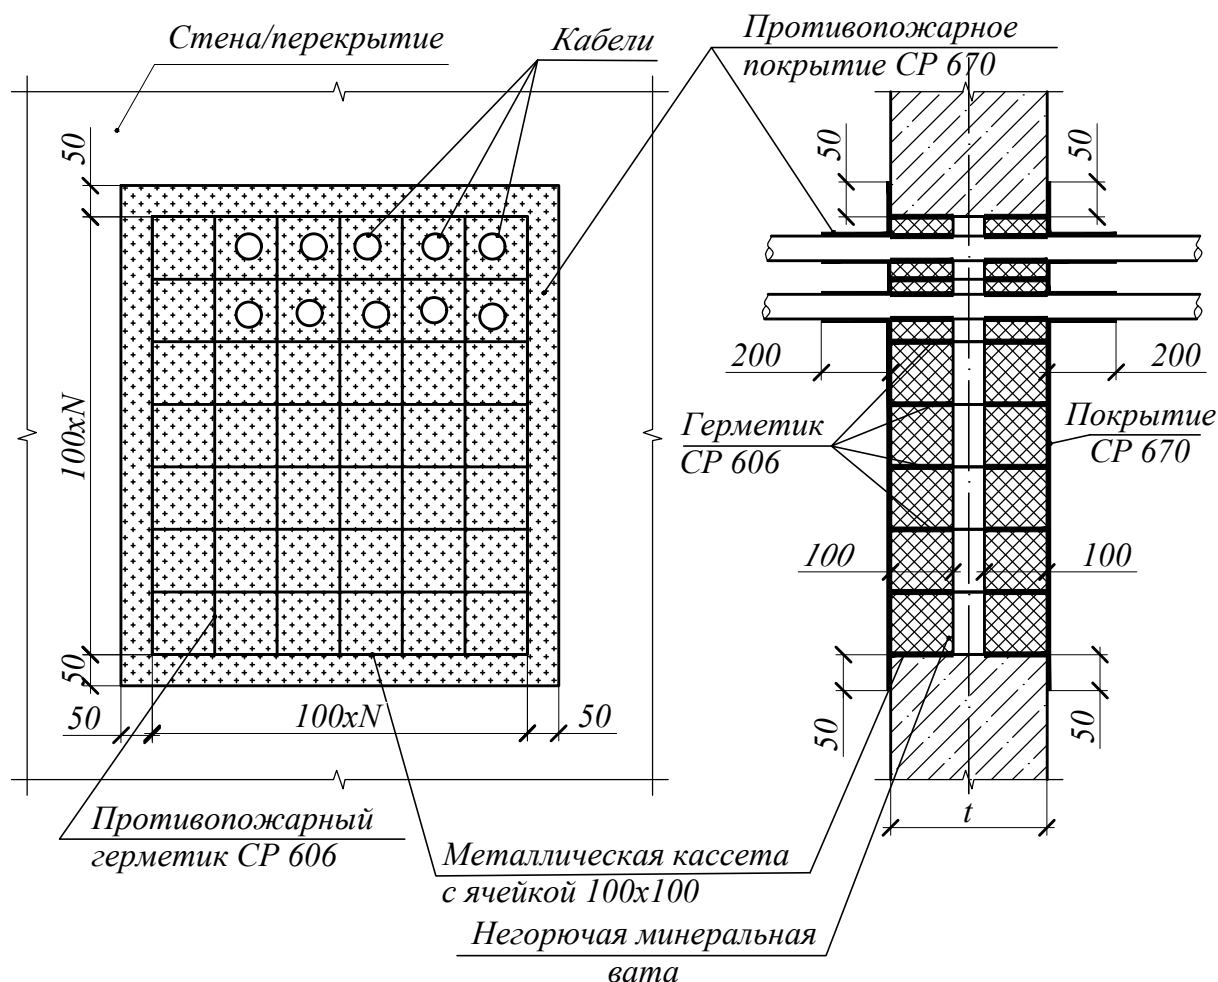 Стена/перекрытие
Кабели
Противопожарное
покрытие СР 670
50
50
50
100xN
200
200
Герметик
СР 606
Покрытие
СР 670
100
100
50
50
100xN
50
50
50
t
Противопожарный
герметик СР 606
Металлическая кассета
с ячейкой 100x100
Негорючая минеральная
вата